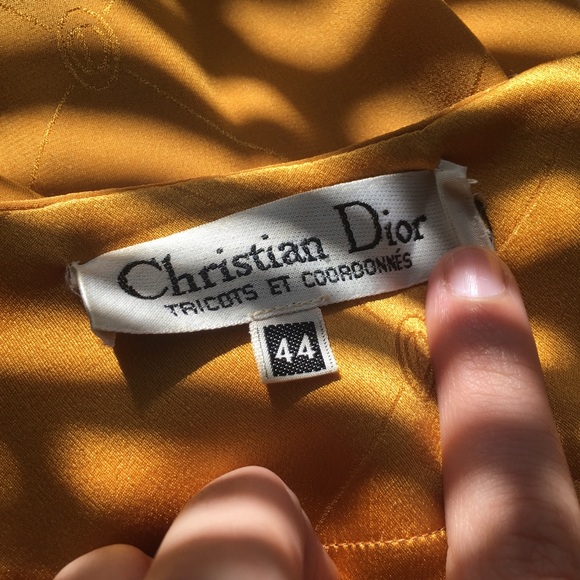 Christian Dior
TRICOTS ET COORDONNÉS
44